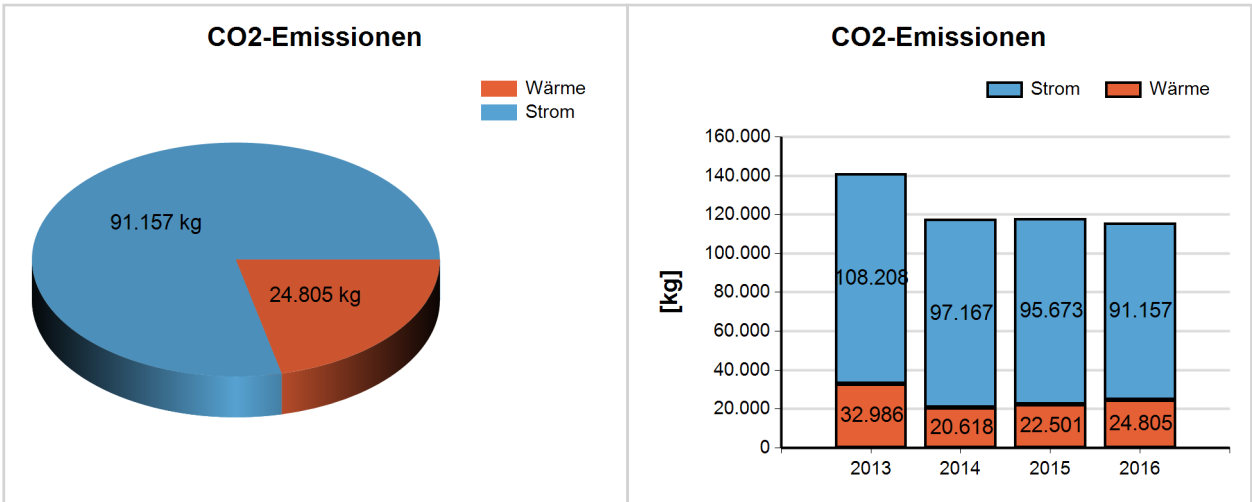 CO2-Emissionen
Wärme
Strom
91.157 kg
24.805 kg
CO2-Emissionen
Strom Wärme
[kg]
160.000
140.000
120.000
100.000
80.000
60.000
40.000
20.000
0
108.208
97.167 95.673 91.157
32.986 20.618 22.501 24.805
2013 2014 2015 2016